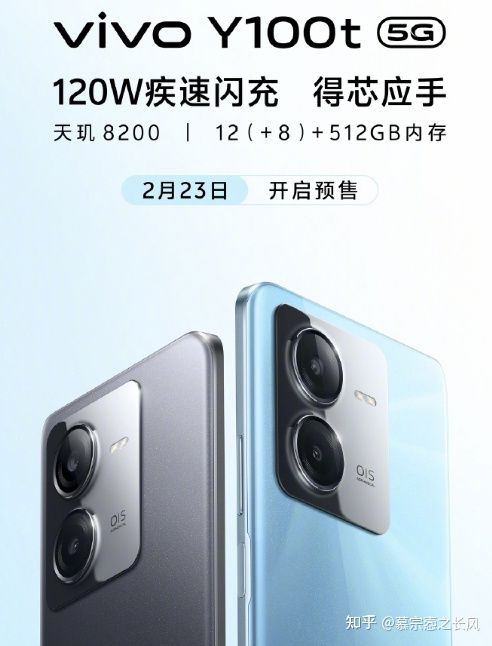 vivo Y100t 5G
120W疾速闪充 得芯应手
天玑 8200 | 12（+8）+512GB内存
2月23日 开启预售
OIS
OIS
知乎 @慕宗悫之长风